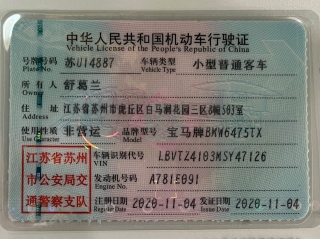 中华人民共和国机动车行驶证
Vehicle License of the People's Republic of China
号牌号码 苏U14887 车辆类型 小型普通客车
Plate No. Vehicle Type
所有人 舒葛兰
Owner
住址 江苏省苏州市虎丘区白马涧花园三区8幢503室
Address
使用性质 非营运 品牌型号 宝马牌BMW6475TX
Use Character Model
江苏省苏州 车辆识别代号 LBVTZ4103MSY47126
VIN
市公安局交 发动机号码 A781E091
Engine No.
通警察支队 注册日期 2020-11-04 发证日期 2020-11-04
Register Date Issue Date